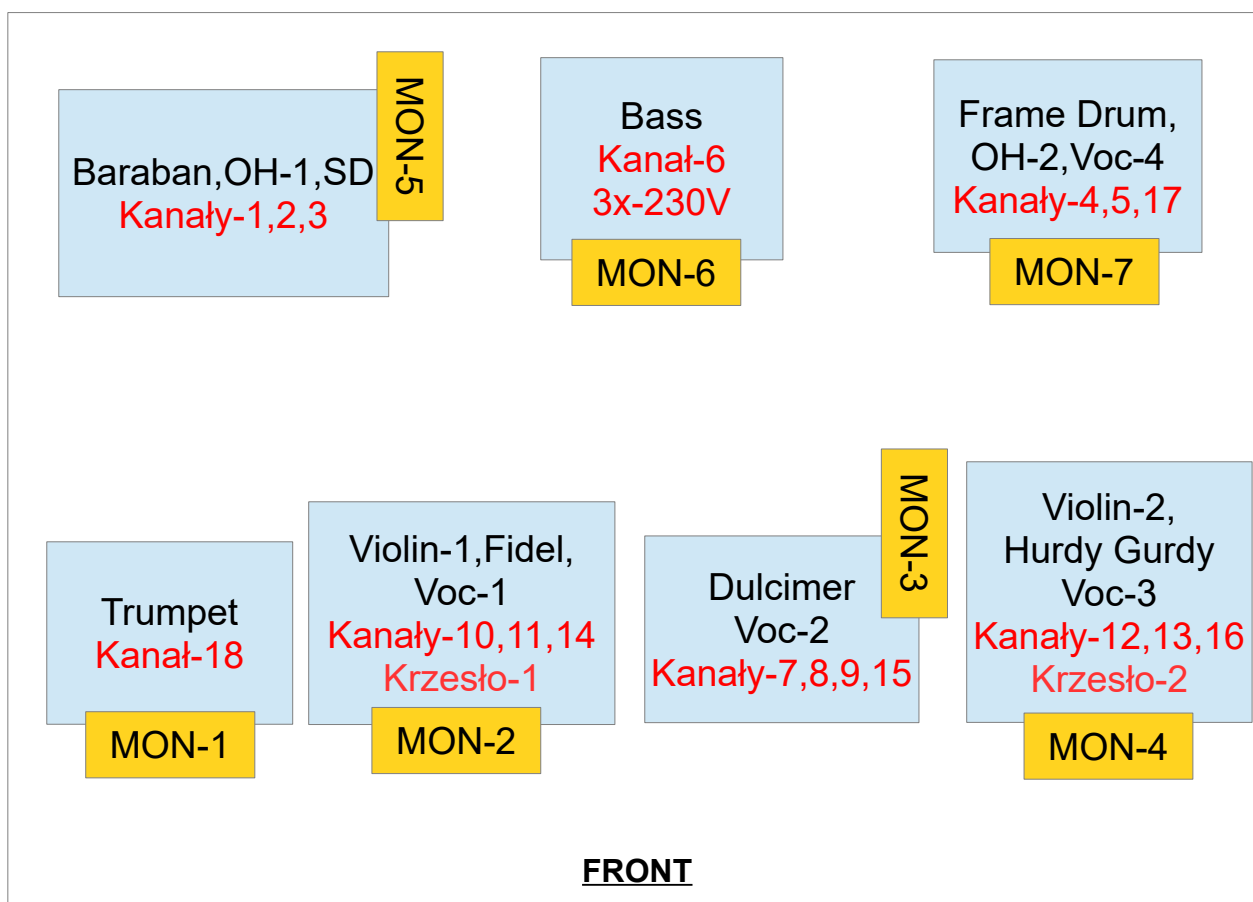 Baraban,OH-1,SD
Kanały-1,2,3
MON-5
Bass
Kanał-6
3x-230V
MON-6
Frame Drum,
OH-2,Voc-4
Kanały-4,5,17
MON-7
Trumpet
Kanał-18
MON-1
Violin-1,Fidel,
Voc-1
Kanały-10,11,14
Krzesło-1
MON-2
Dulcimer
Voc-2
Kanały-7,8,9,15
MON-3
Violin-2,
Hurdy Gurdy
Voc-3
Kanały-12,13,16
Krzesło-2
MON-4
FRONT